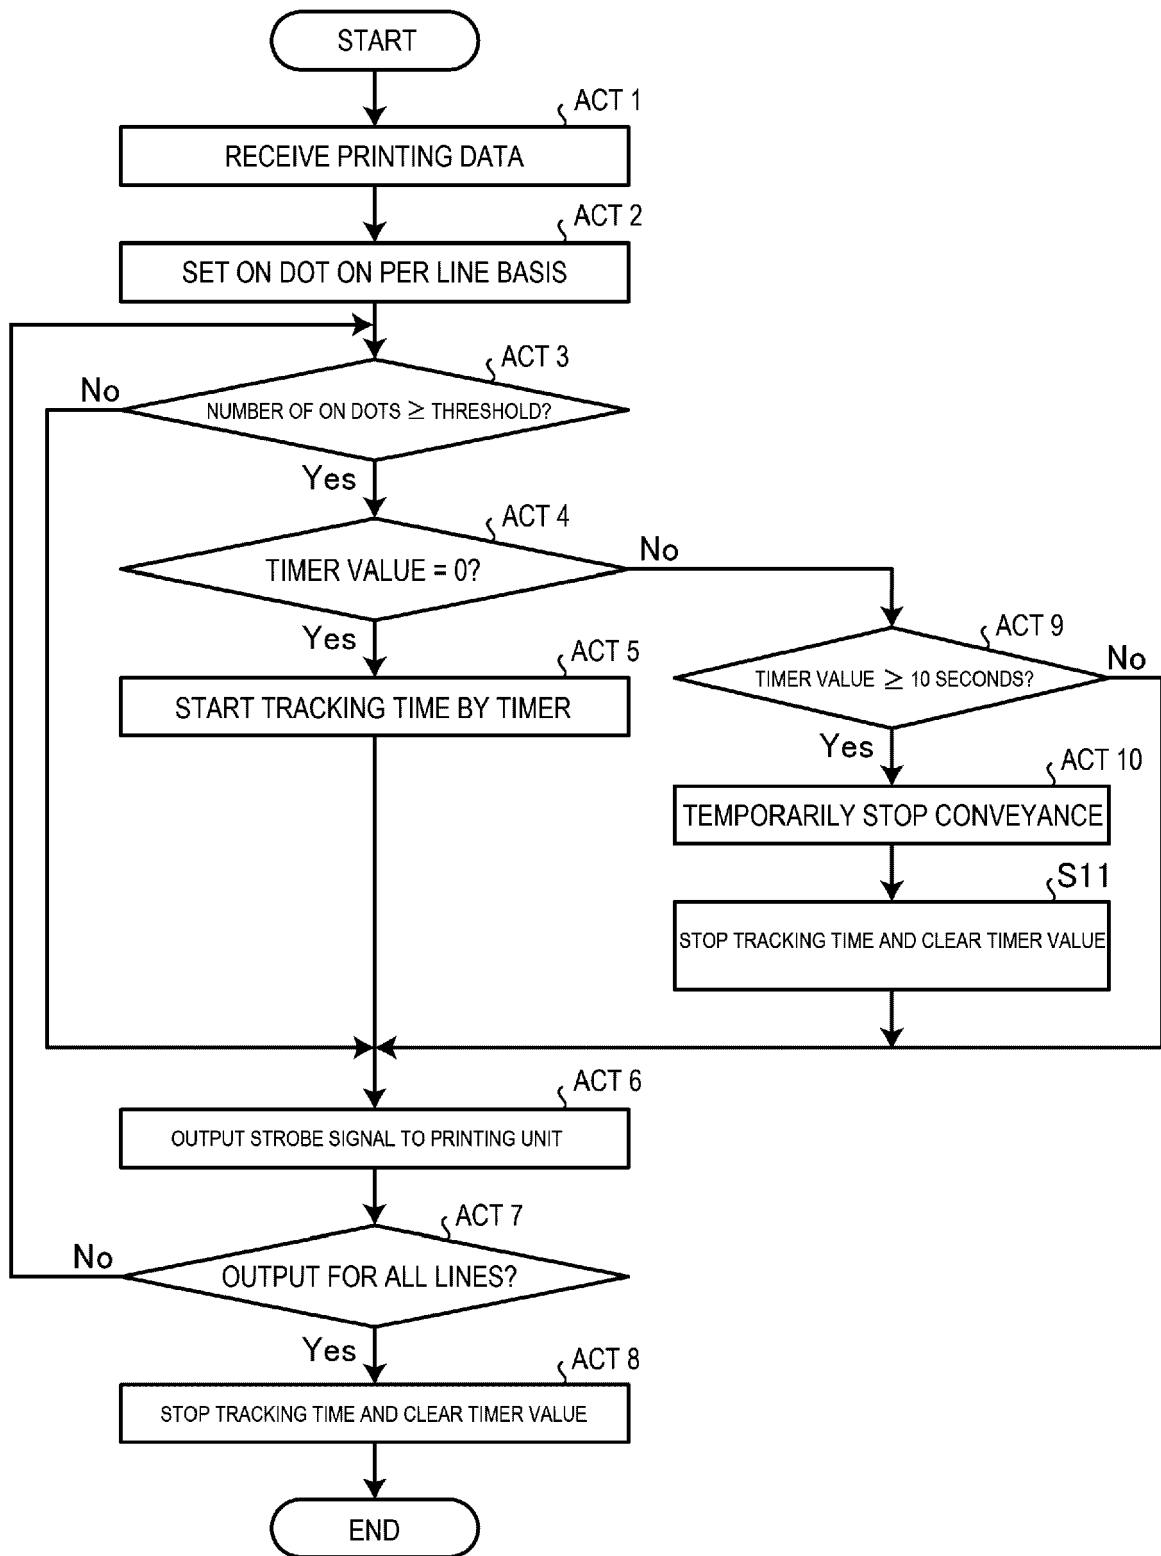 START
ACT 1
RECEIVE PRINTING DATA
ACT 2
SET ON DOT ON PER LINE BASIS
ACT 3
No
NUMBER OF ON DOTS ≥ THRESHOLD?
Yes
ACT 4
No
TIMER VALUE = 0?
Yes
ACT 5
START TRACKING TIME BY TIMER
ACT 9
No
TIMER VALUE ≥ 10 SECONDS?
Yes
ACT 10
TEMPORARILY STOP CONVEYANCE
S11
STOP TRACKING TIME AND CLEAR TIMER VALUE
ACT 6
OUTPUT STROBE SIGNAL TO PRINTING UNIT
ACT 7
No
OUTPUT FOR ALL LINES?
Yes
ACT 8
STOP TRACKING TIME AND CLEAR TIMER VALUE
END